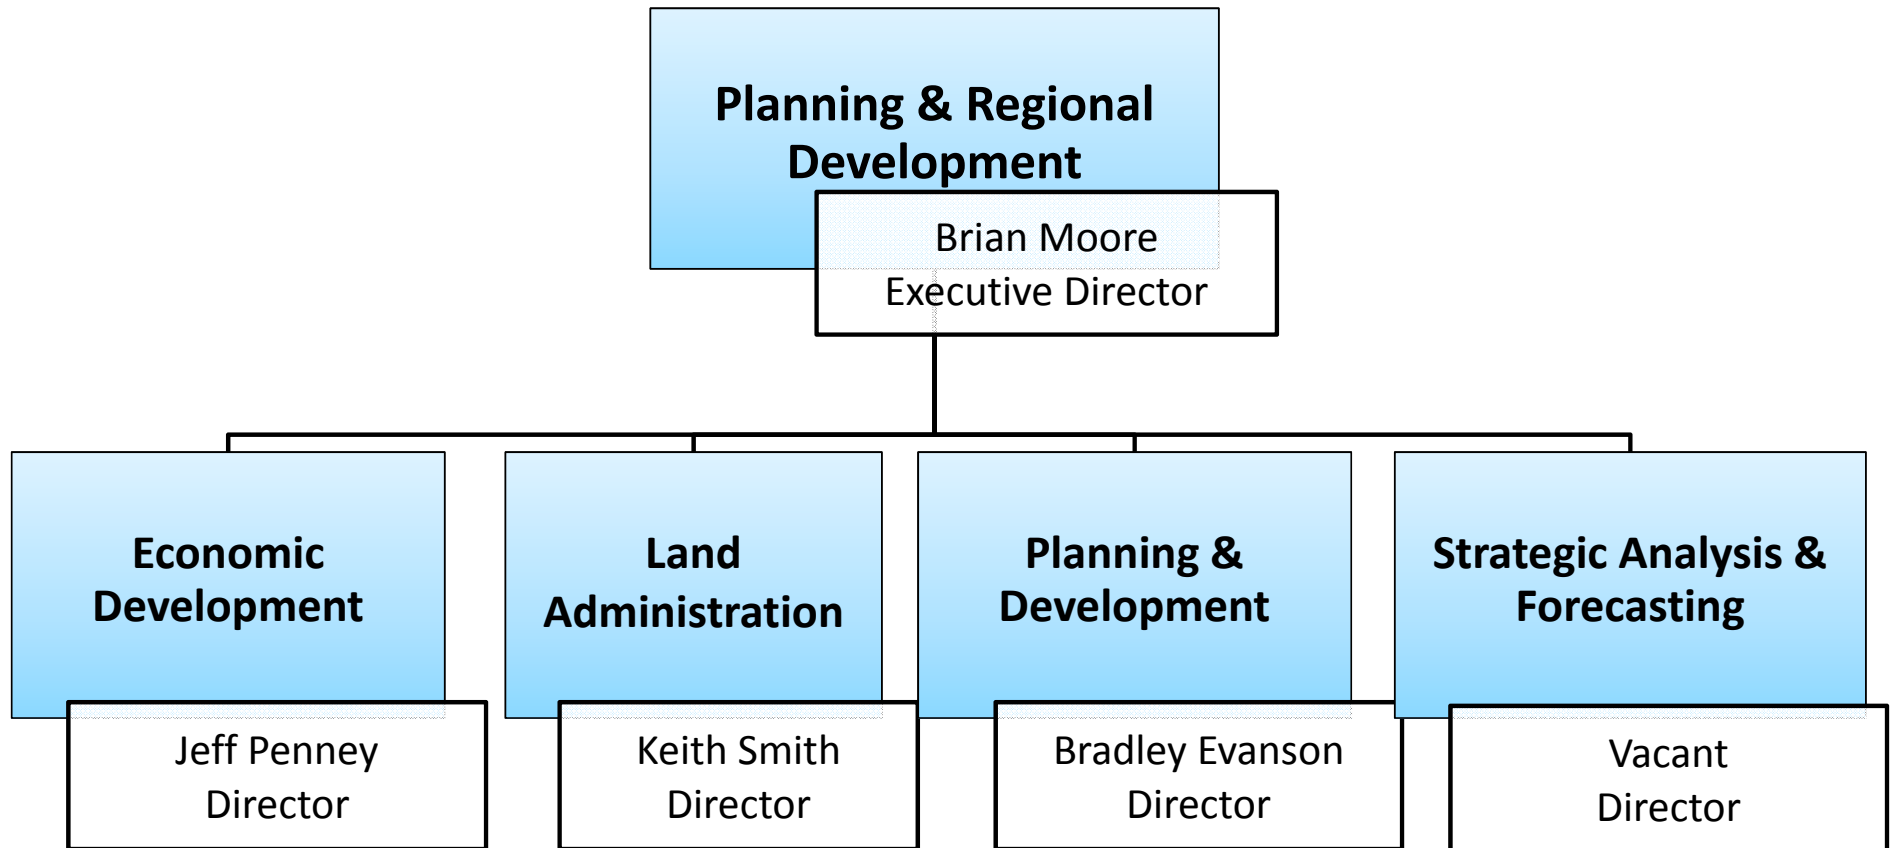 Planning & Regional
Development
Brian Moore
Executive Director
Economic
Development
Jeff Penney
Director
Land
Administration
Keith Smith
Director
Planning &
Development
Bradley Evanson
Director
Strategic Analysis &
Forecasting
Vacant
Director